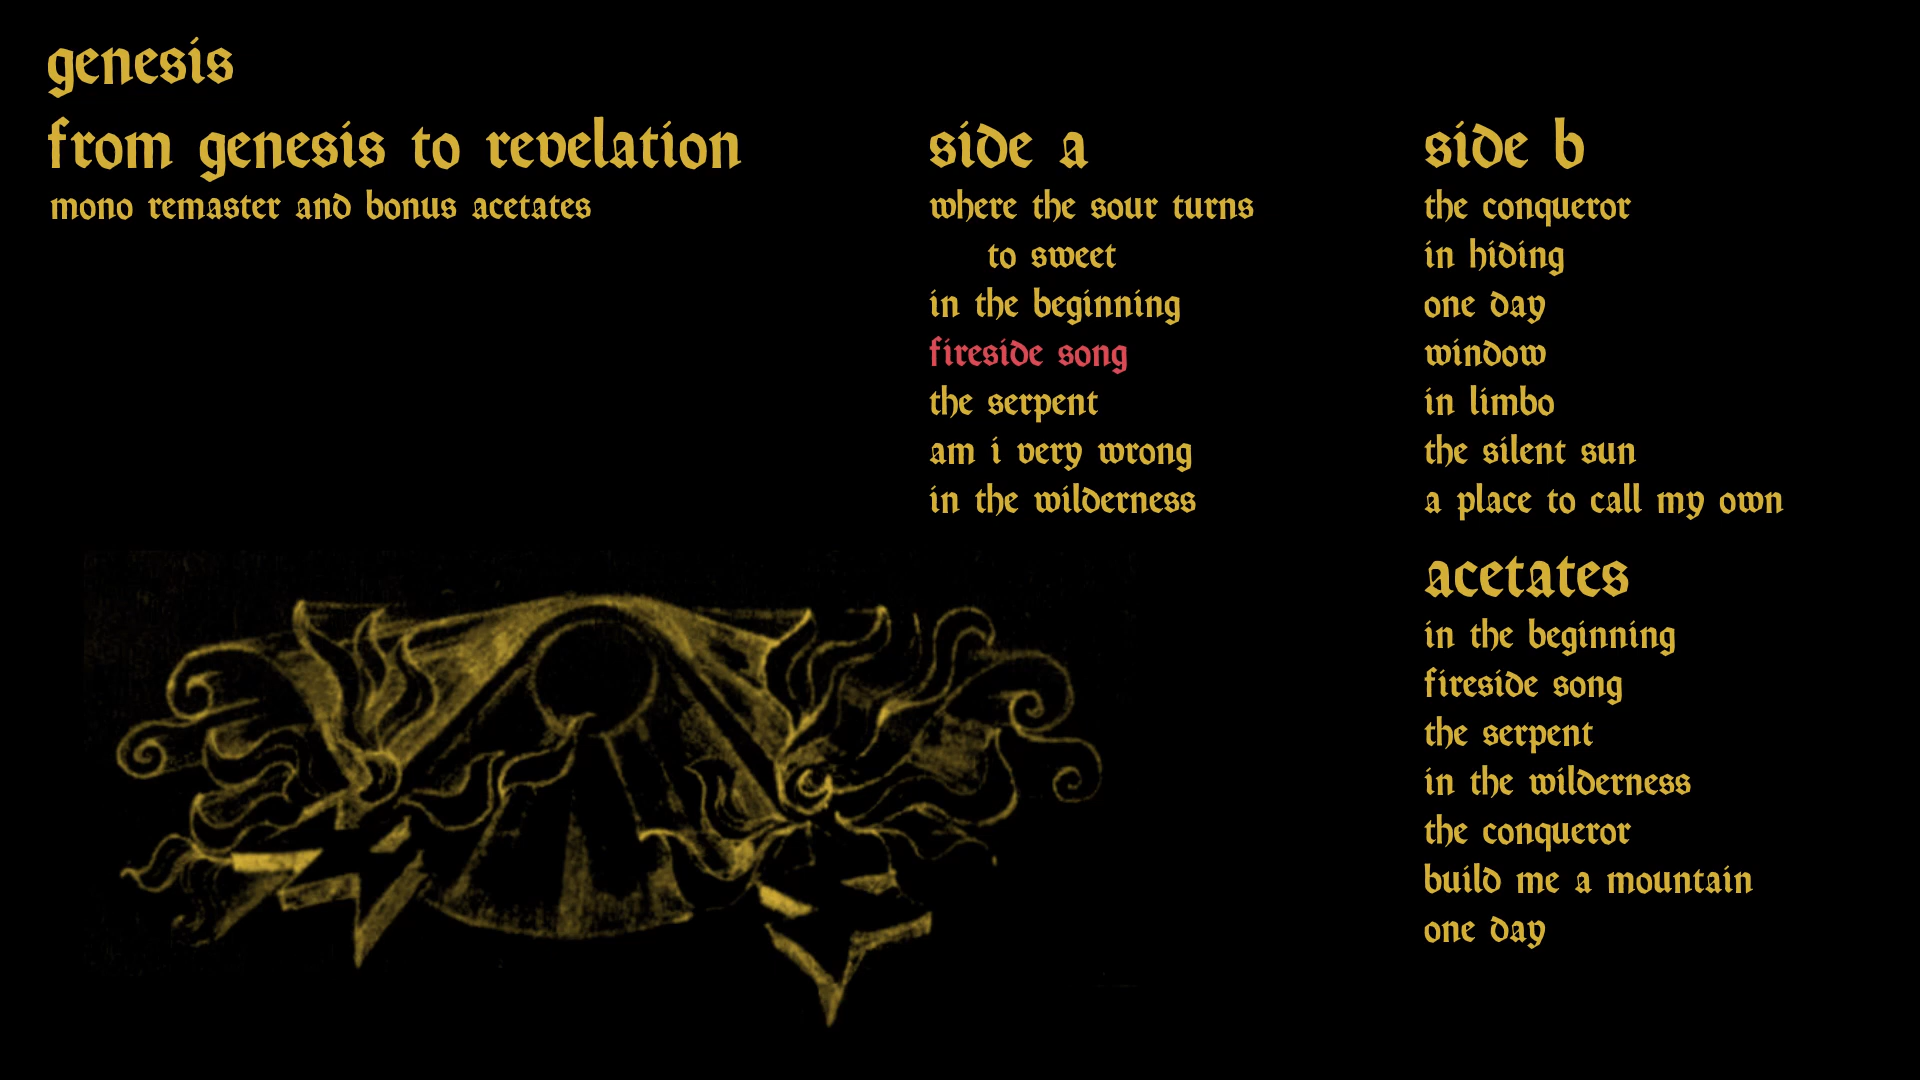 genesis
from genesis to revelation
mono remaster and bonus acetates
side a
where the sour turns
to sweet
in the beginning
fireside song
the serpent
am i very wrong
in the wilderness
side b
the conqueror
in hiding
one day
window
in limbo
the silent sun
a place to call my own
acetates
in the beginning
fireside song
the serpent
in the wilderness
the conqueror
build me a mountain
one day